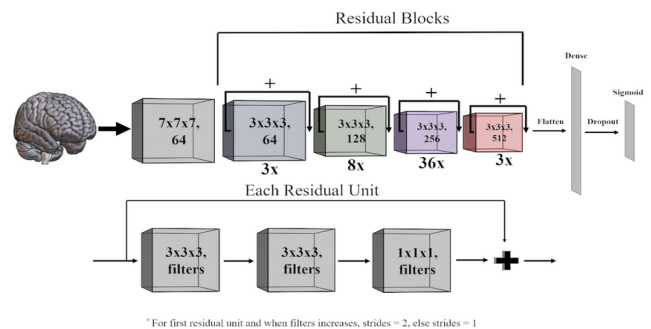 Residual Blocks
+ + + +
7x7x7,
64
3x3x3,
64
3x3x3,
128
3x3x3,
256
3x3x3,
512
3x 8x 36x 3x
Flatten
Dense
Dropout
Sigmoid
Each Residual Unit
3x3x3,
filters
3x3x3,
filters
1x1x1,
filters
+
*For first residual unit and when filters increases, strides = 2, else strides = 1